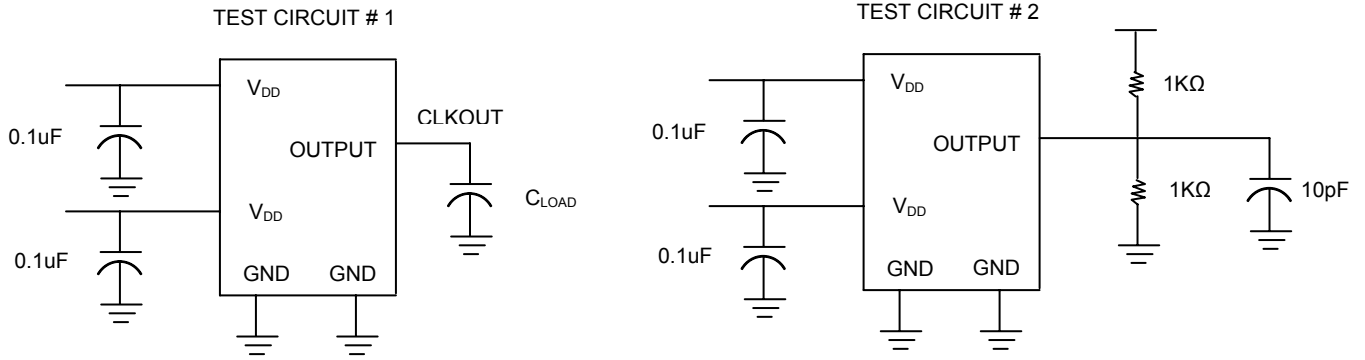 TEST CIRCUIT # 1
V_DD
0.1uF
CLKOUT
OUTPUT
C_LOAD
V_DD
0.1uF
GND GND
TEST CIRCUIT # 2
V_DD
1KΩ
0.1uF
OUTPUT
1KΩ
10pF
V_DD
0.1uF
GND GND